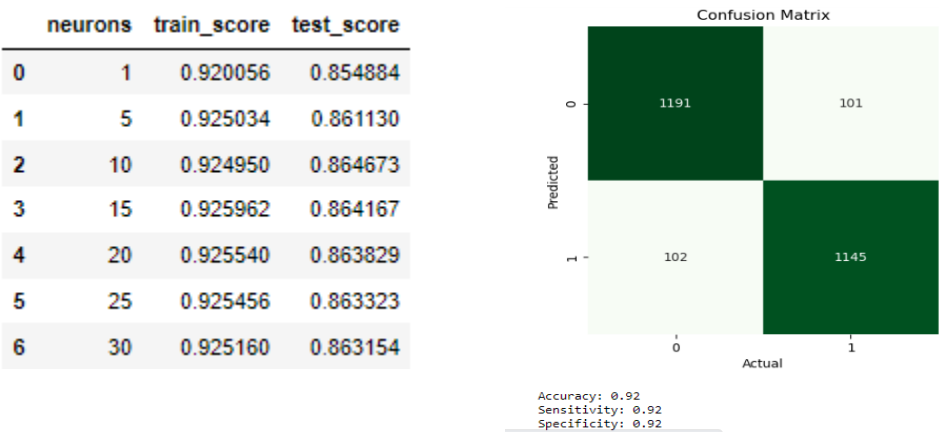 neurons train_score test_score
0 1 0.920056 0.854884
1 5 0.925034 0.861130
2 10 0.924950 0.864673
3 15 0.925962 0.864167
4 20 0.925540 0.863829
5 25 0.925456 0.863323
6 30 0.925160 0.863154
Confusion Matrix
Predicted
0 1191 101
1 102 1145
0 1
Actual
Accuracy: 0.92
Sensitivity: 0.92
Specificity: 0.92